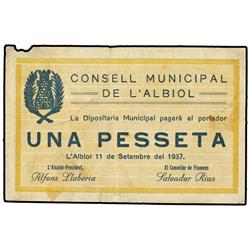 CONSELL MUNICIPAL
DE L'ALBIOL
La Dipositaria Municipal pagarà al portador
UNA PESSETA
L'Albiol 11 de Setembre del 1937.
L'Alcalde-President,
El Conseller de Finances
Alfons Llaberia
Salvador Rius